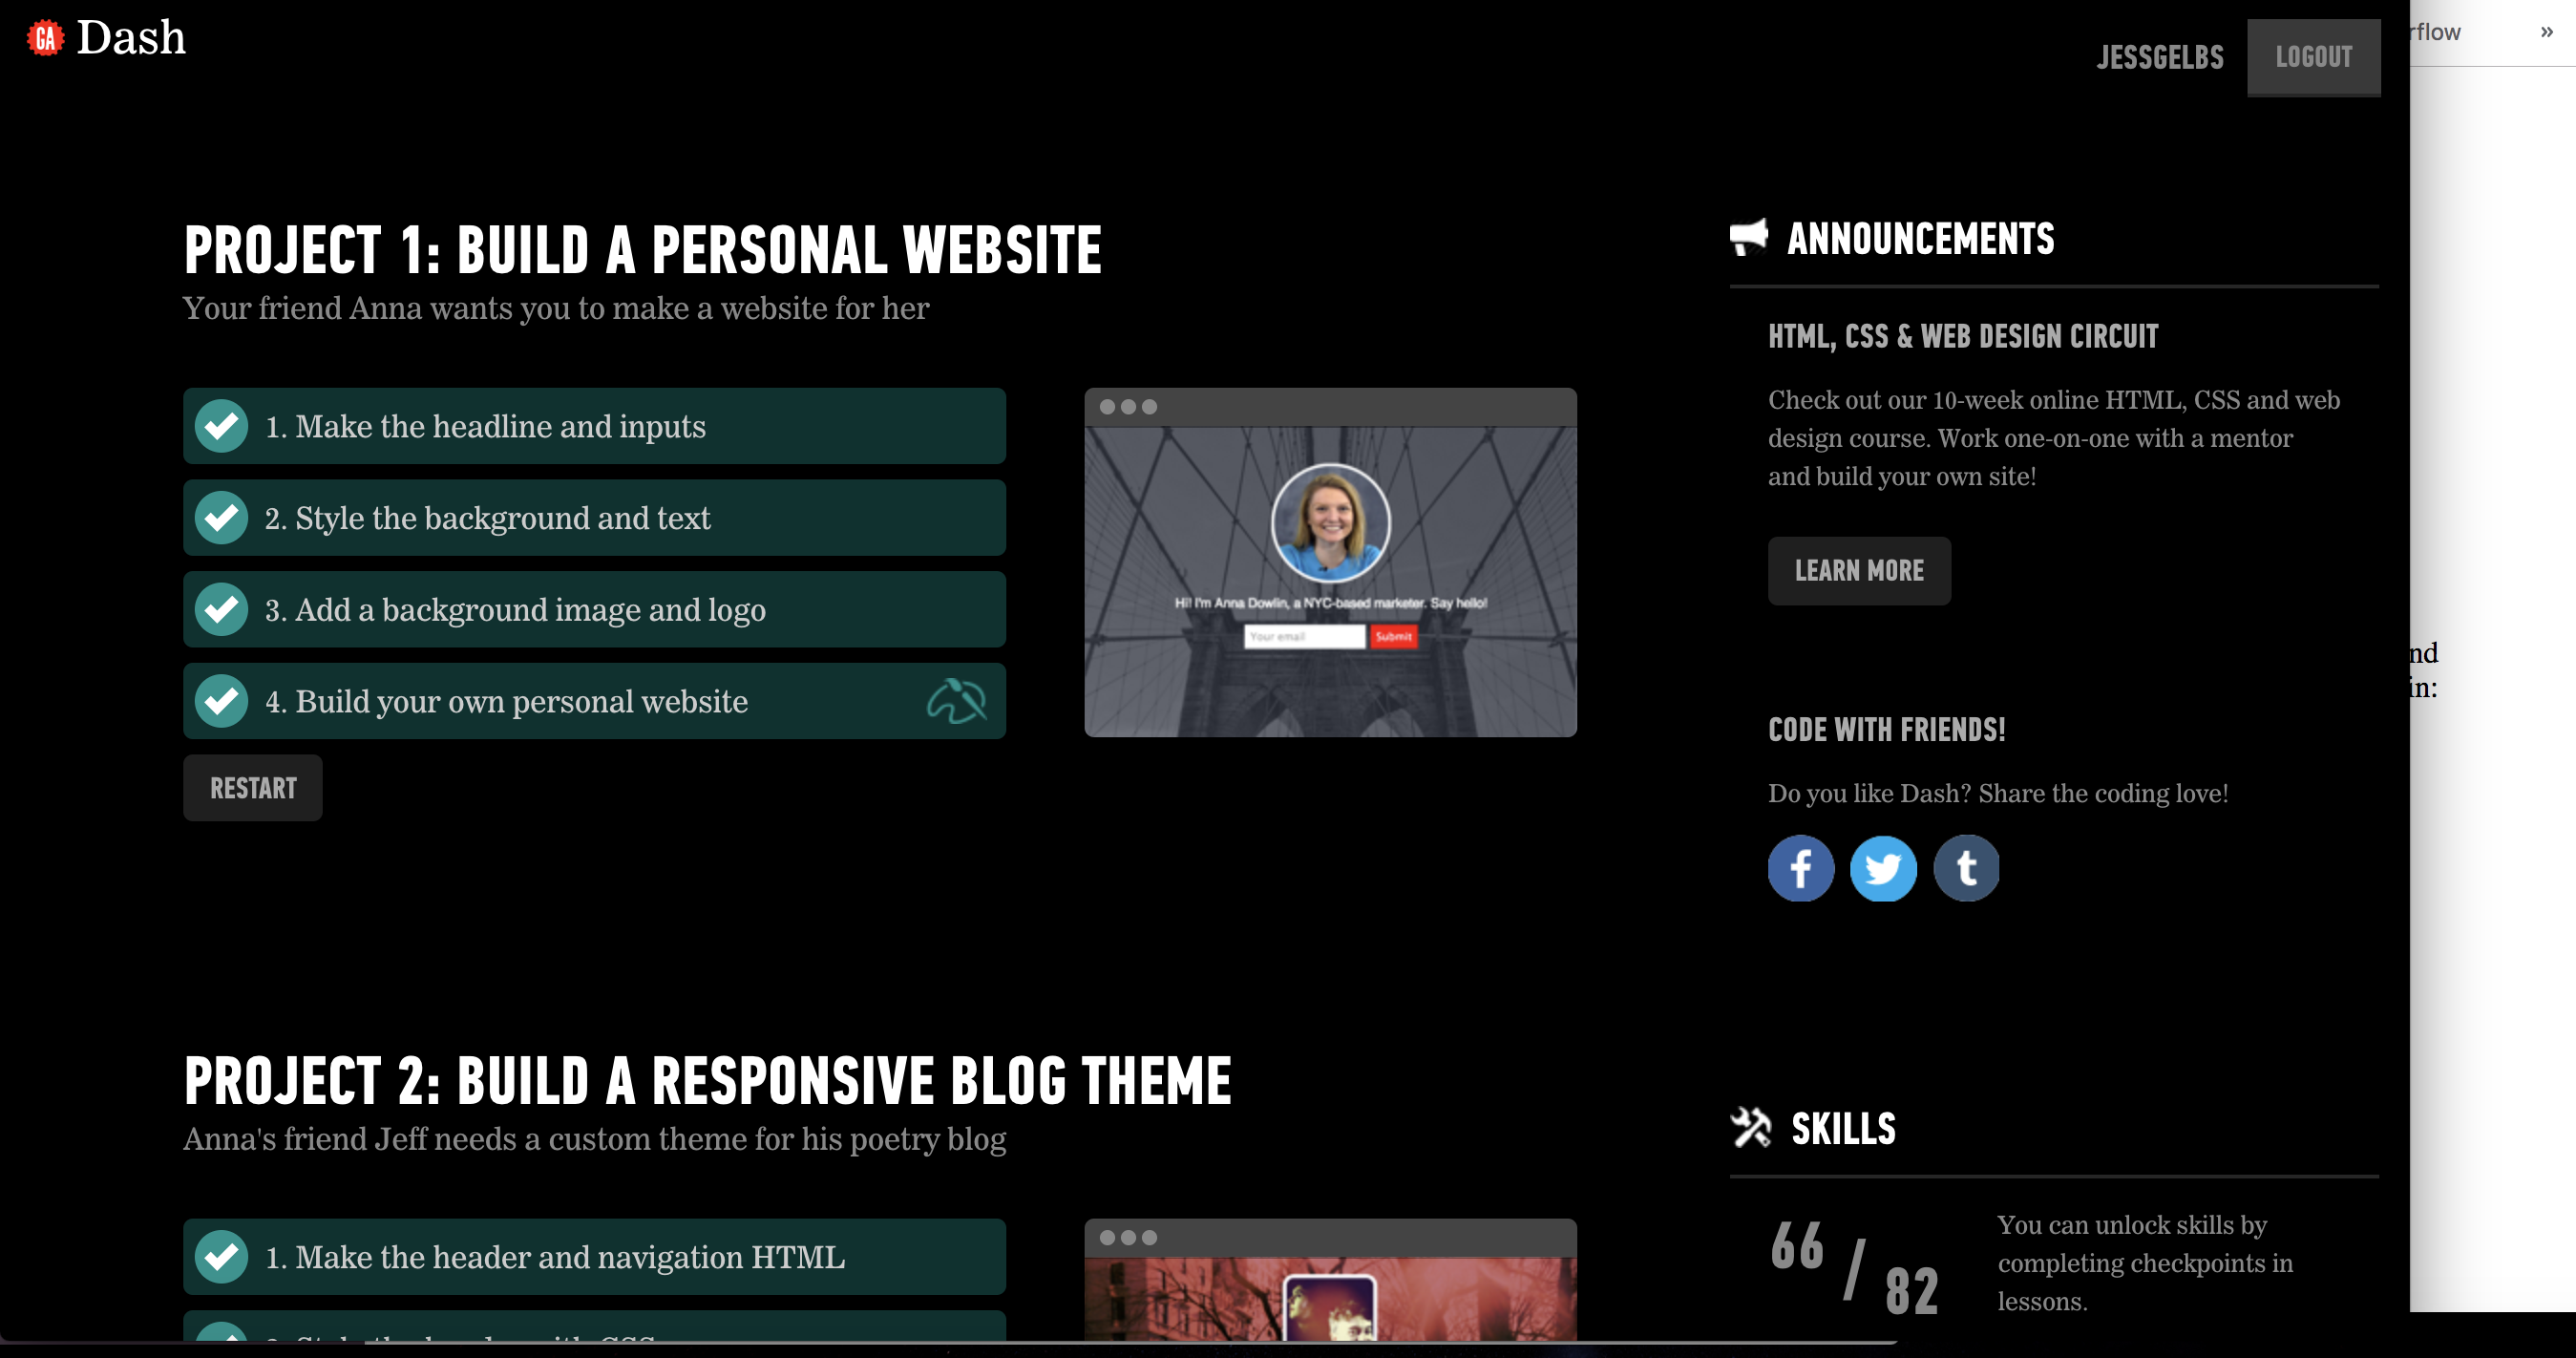 GA Dash
JESSGELBS
LOGOUT
rflow
»
PROJECT 1: BUILD A PERSONAL WEBSITE
Your friend Anna wants you to make a website for her
1. Make the headline and inputs
2. Style the background and text
3. Add a background image and logo
4. Build your own personal website
RESTART
Hi! I'm Anna Dowlin, a NYC-based marketer. Say hello!
Your email
Submit
ANNOUNCEMENTS
HTML, CSS & WEB DESIGN CIRCUIT
Check out our 10-week online HTML, CSS and web
design course. Work one-on-one with a mentor
and build your own site!
LEARN MORE
nd
in:
CODE WITH FRIENDS!
Do you like Dash? Share the coding love!
f
t
PROJECT 2: BUILD A RESPONSIVE BLOG THEME
Anna's friend Jeff needs a custom theme for his poetry blog
1. Make the header and navigation HTML
SKILLS
66 / 82
You can unlock skills by
completing checkpoints in
lessons.